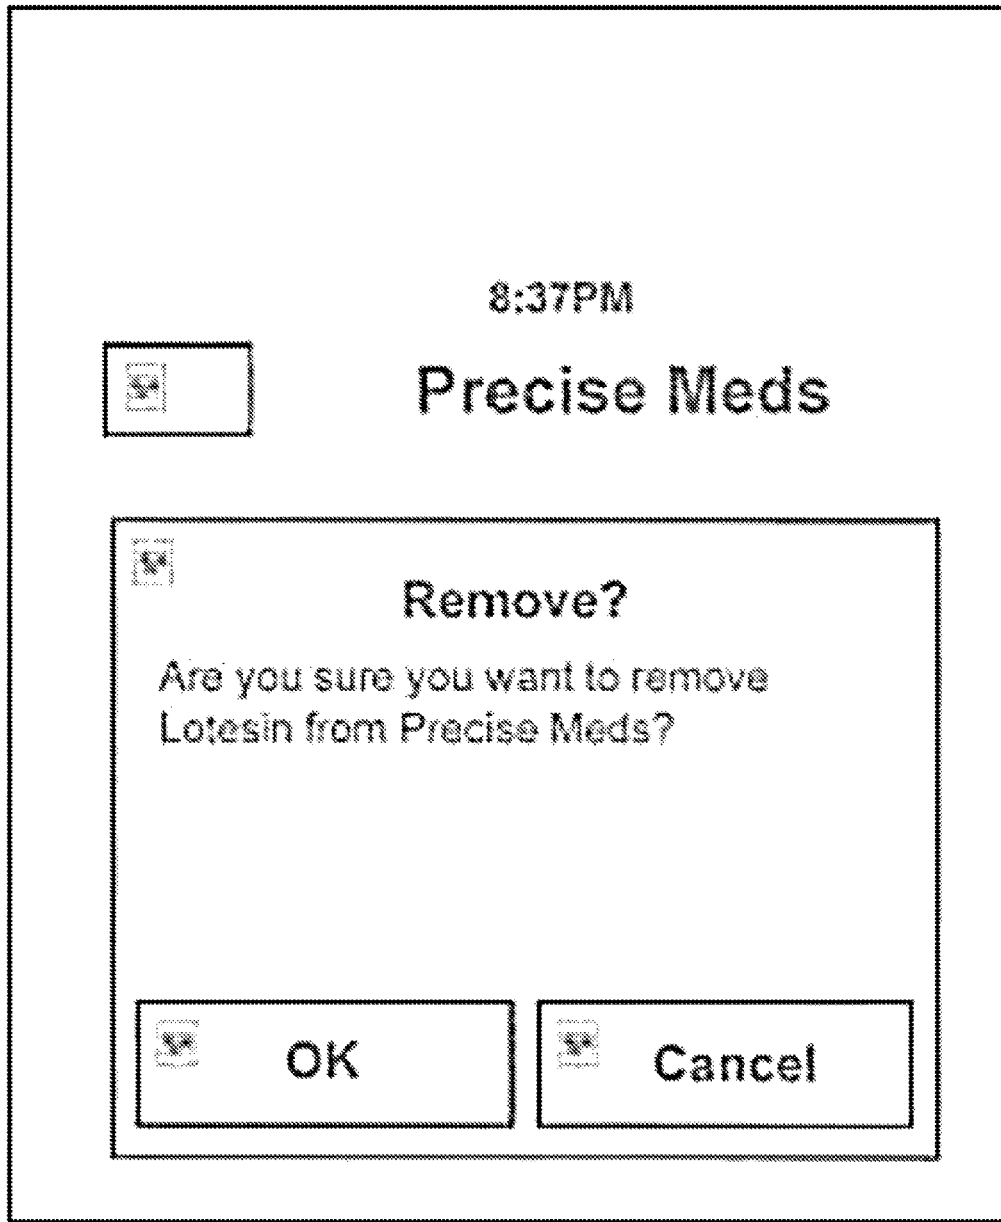 8:37PM
Precise Meds
Remove?
Are you sure you want to remove
Lotesin from Precise Meds?
OK
Cancel